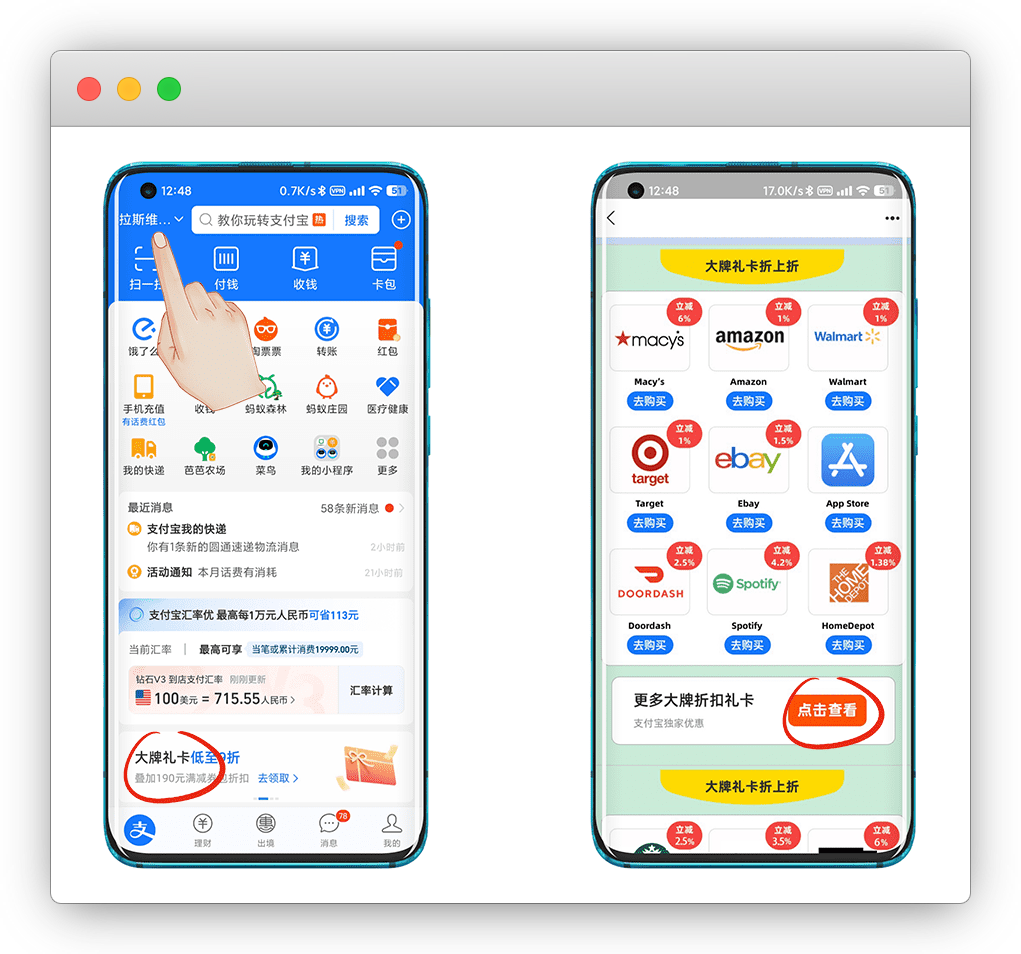 12:48
0.7K/s VPN 51
拉斯维...
教你玩转支付宝 热 搜索
扫一扫
付钱
收钱
卡包
饿了么
淘票票
转账
红包
手机充值
有话费红包
收钱
蚂蚁森林
蚂蚁庄园
医疗健康
我的快递
芭芭农场
菜鸟
我的小程序
更多
最近消息
58条新消息
支付宝我的快递
你有1条新的圆通速递物流消息
2小时前
活动通知 本月话费有消耗
21小时前
支付宝汇率优 最高每1万元人民币可省113元
当前汇率 | 最高可享 当笔或累计消费19999.00元
钻石V3 到店支付汇率 刚刚更新
100美元 = 715.55人民币
汇率计算
大牌礼卡低至9折
叠加190元满减券包折扣 去领取
支
理财
惠
出境
78
消息
我的
12:48
17.0K/s VPN 51
大牌礼卡折上折
立减
6%
macy's
Macy's
去购买
立减
1%
amazon
Amazon
去购买
立减
1%
Walmart
Walmart
去购买
立减
1%
target
Target
去购买
立减
1.5%
ebay
Ebay
去购买
App Store
去购买
立减
2.5%
DOORDASH
Doordash
去购买
立减
4.2%
Spotify
Spotify
去购买
立减
1.38%
THE HOME DEPOT
HomeDepot
去购买
更多大牌折扣礼卡
支付宝独家优惠
点击查看
大牌礼卡折上折
立减
2.5%
立减
3.5%
立减
6%